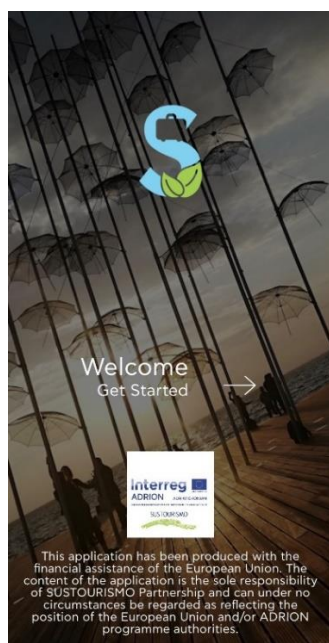 S
Welcome
Get Started
Interreg
ADRION
SUSTOURISMO
This application has been produced with the
financial assistance of the European Union. The
content of the application is the sole responsibility
of SUSTOURISMO Partnership and can under no
circumstances be regarded as reflecting the
position of the European Union and/or ADRION
programme authorities.